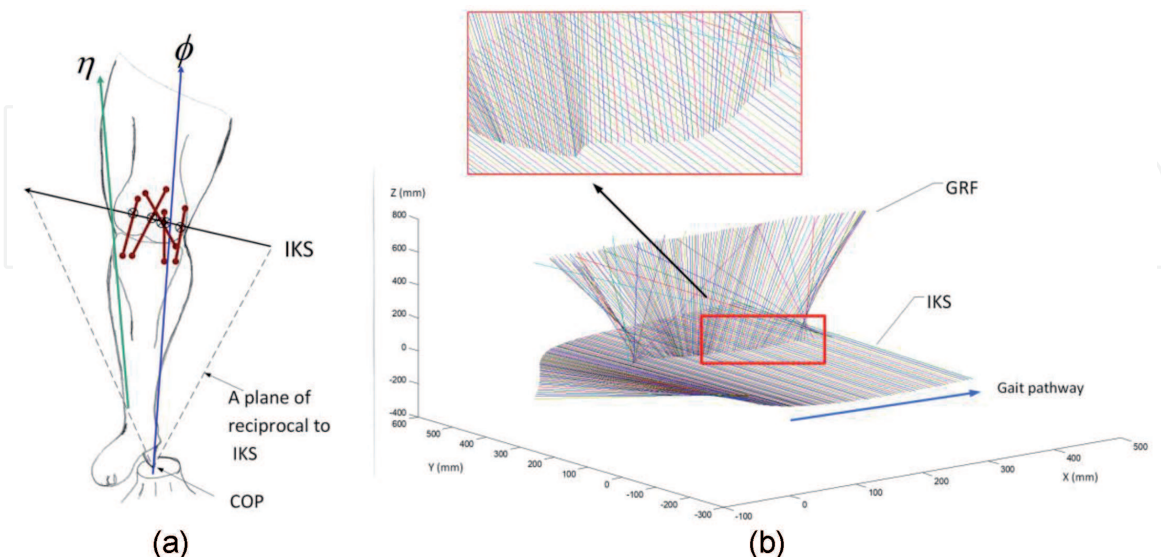 η
ϕ
IKS
A plane of
reciprocal to
IKS
COP
(a)
Z (mm)
800
600
400
200
0
-200
-400
600
500
400
300
200
100
0
-100
-200
-300
Y (mm)
-100
0
100
200
300
400
500
X (mm)
GRF
IKS
Gait pathway
(b)